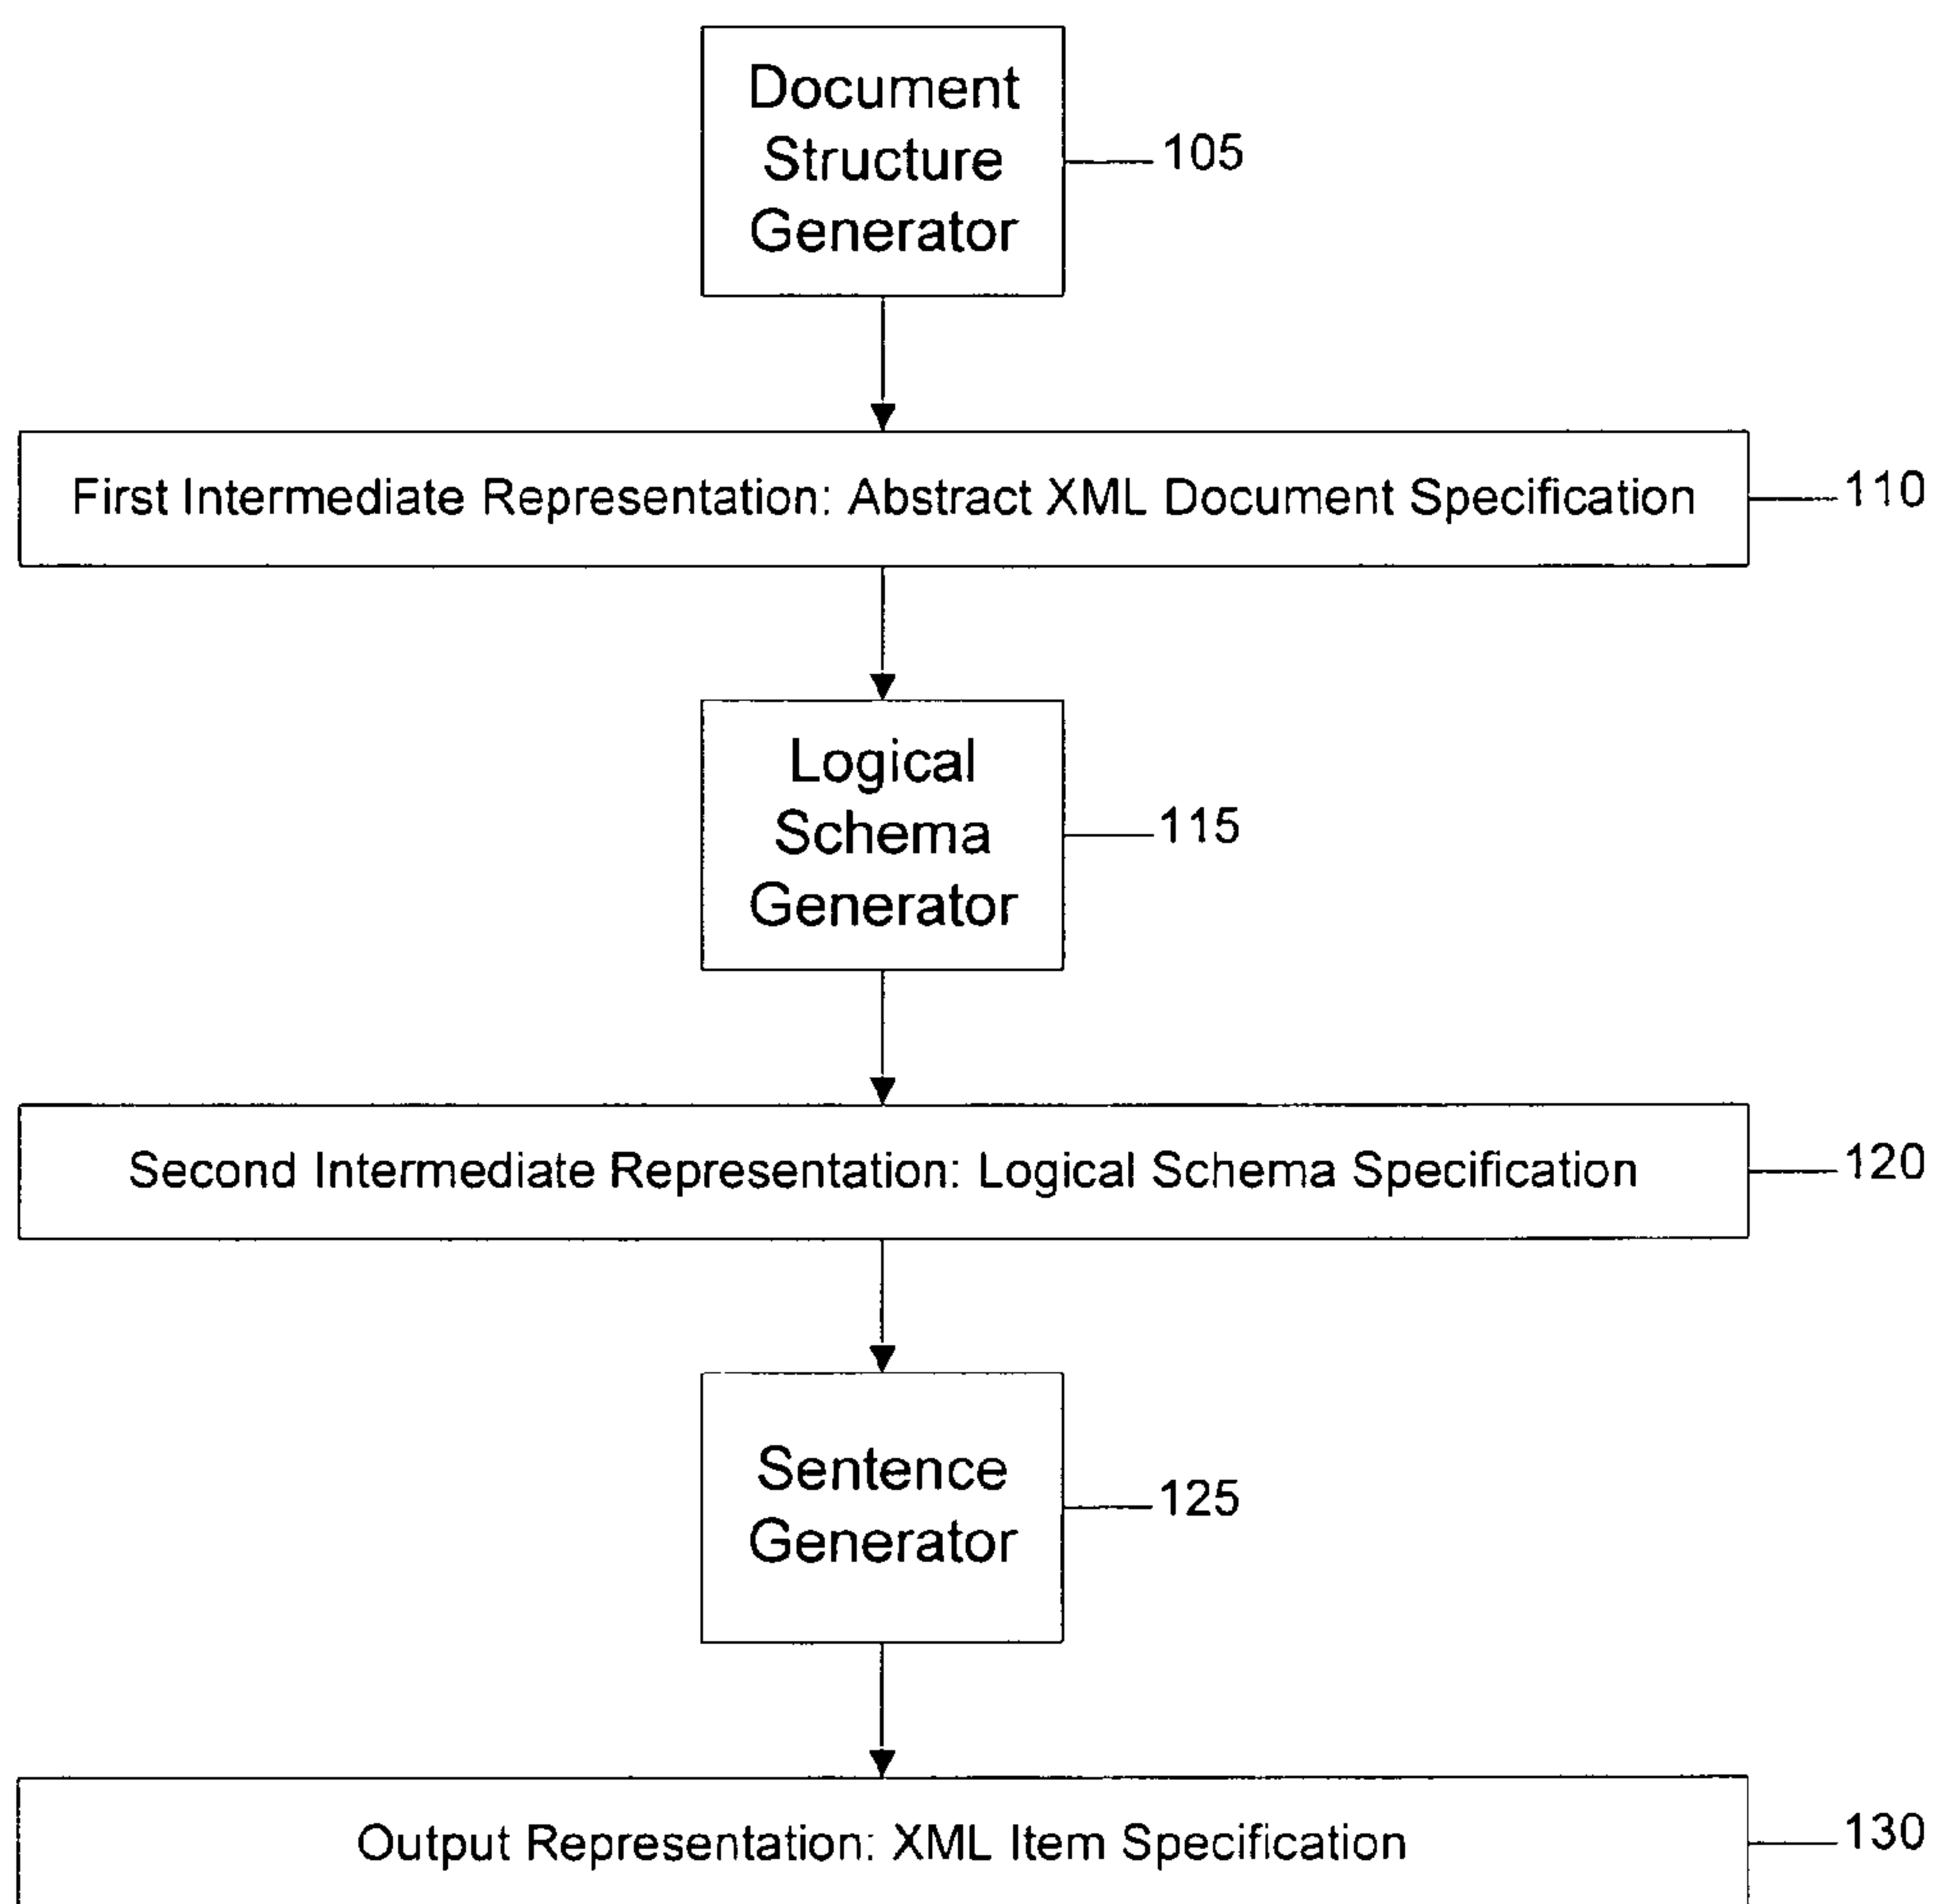 Document
Structure
Generator
105
First Intermediate Representation: Abstract XML Document Specification
110
Logical
Schema
Generator
115
Second Intermediate Representation: Logical Schema Specification
120
Sentence
Generator
125
Output Representation: XML Item Specification
130